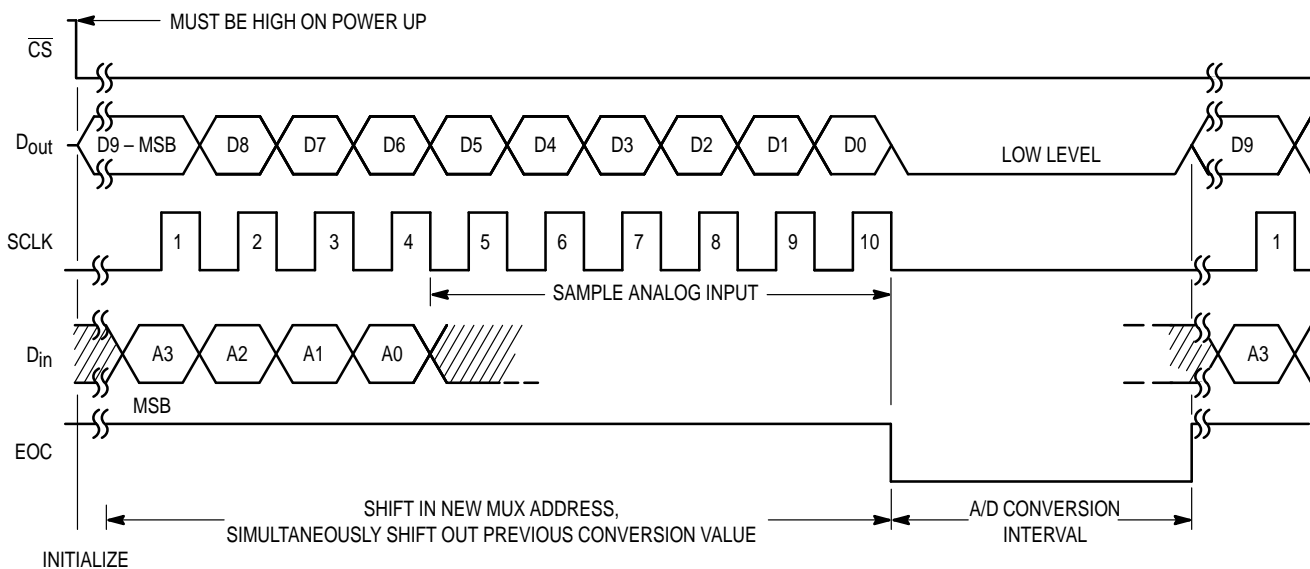 MUST BE HIGH ON POWER UP
CS
Dout D9 – MSB D8 D7 D6 D5 D4 D3 D2 D1 D0 LOW LEVEL D9
SCLK 1 2 3 4 5 6 7 8 9 10 1
SAMPLE ANALOG INPUT
Din A3 A2 A1 A0 A3
MSB
EOC
SHIFT IN NEW MUX ADDRESS,
SIMULTANEOUSLY SHIFT OUT PREVIOUS CONVERSION VALUE
A/D CONVERSION
INTERVAL
INITIALIZE